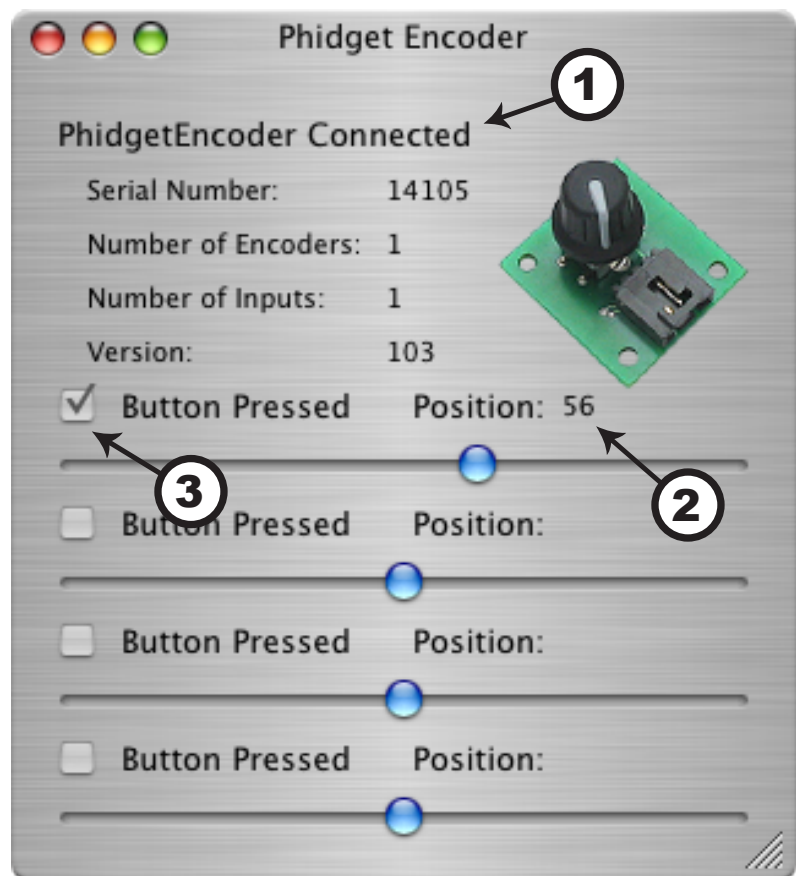 Phidget Encoder
1
PhidgetEncoder Connected
Serial Number: 14105
Number of Encoders: 1
Number of Inputs: 1
Version: 103
Button Pressed Position: 56
3
2
Button Pressed Position:
Button Pressed Position:
Button Pressed Position: